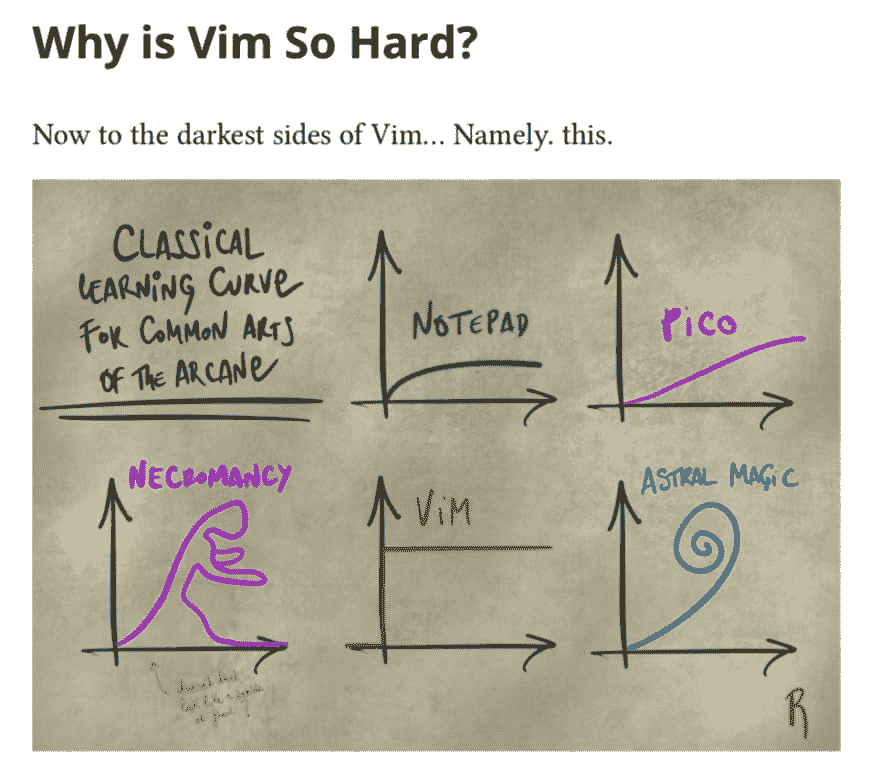 Why is Vim So Hard?
Now to the darkest sides of Vim... Namely. this.
CLASSiCAL
LEARNiNG CURVe
FOR COMMON ARTS
OF THE ARCANe
NOTEPAD
PiCO
NECROMANCY
ViM
ASTRAL MAGiC
R